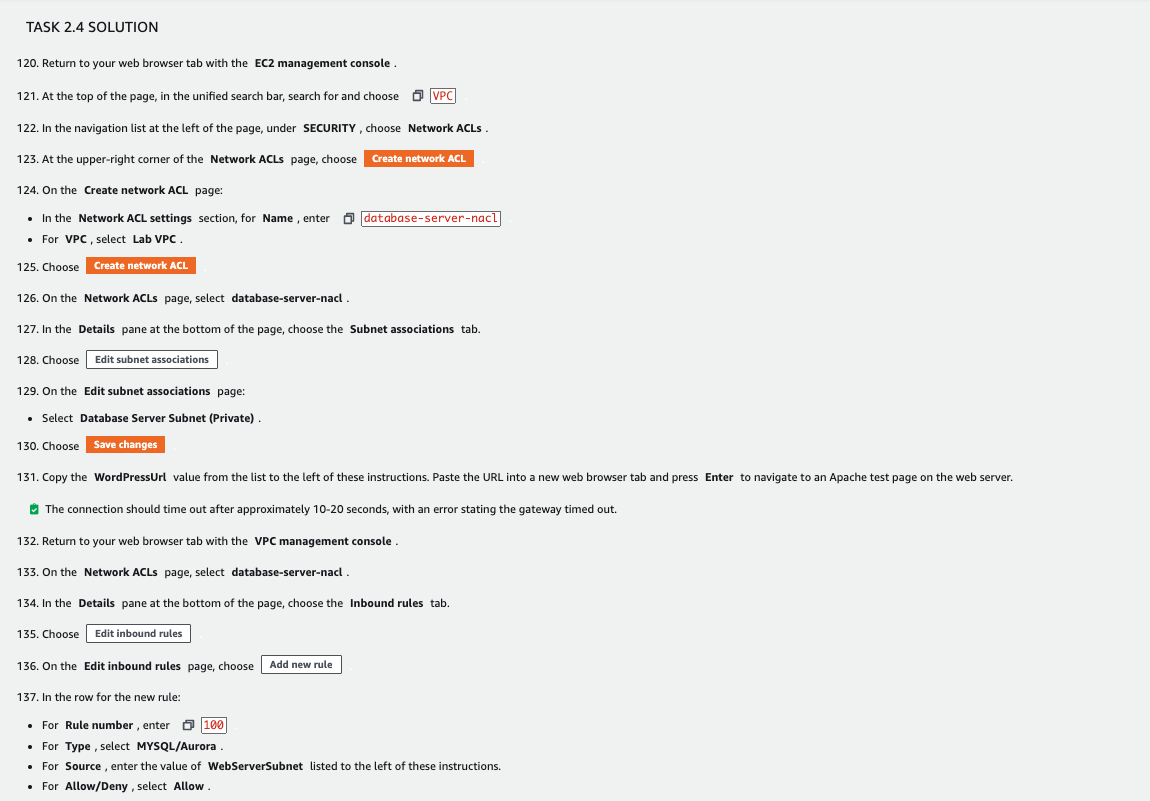 TASK 2.4 SOLUTION
120. Return to your web browser tab with the EC2 management console .
121. At the top of the page, in the unified search bar, search for and choose VPC
122. In the navigation list at the left of the page, under SECURITY , choose Network ACLs .
123. At the upper-right corner of the Network ACLs page, choose Create network ACL
124. On the Create network ACL page:
• In the Network ACL settings section, for Name , enter database-server-nacl
• For VPC , select Lab VPC .
125. Choose Create network ACL
126. On the Network ACLs page, select database-server-nacl .
127. In the Details pane at the bottom of the page, choose the Subnet associations tab.
128. Choose Edit subnet associations
129. On the Edit subnet associations page:
• Select Database Server Subnet (Private) .
130. Choose Save changes
131. Copy the WordPressUrl value from the list to the left of these instructions. Paste the URL into a new web browser tab and press Enter to navigate to an Apache test page on the web server.
The connection should time out after approximately 10-20 seconds, with an error stating the gateway timed out.
132. Return to your web browser tab with the VPC management console .
133. On the Network ACLs page, select database-server-nacl .
134. In the Details pane at the bottom of the page, choose the Inbound rules tab.
135. Choose Edit inbound rules
136. On the Edit inbound rules page, choose Add new rule
137. In the row for the new rule:
• For Rule number , enter 100
• For Type , select MYSQL/Aurora .
• For Source , enter the value of WebServerSubnet listed to the left of these instructions.
• For Allow/Deny , select Allow .